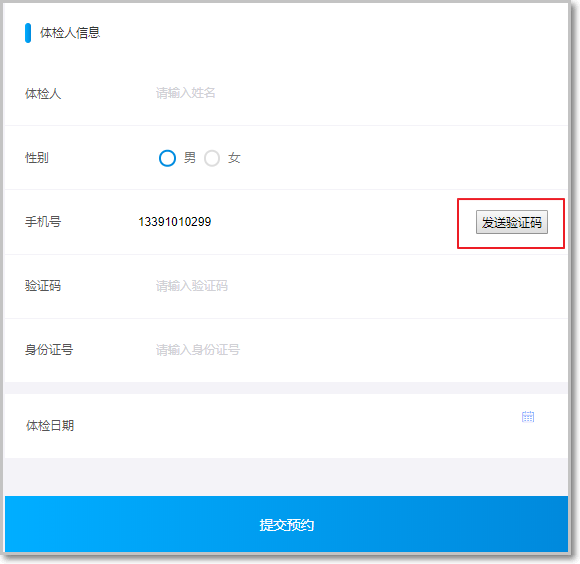 体检人信息
体检人 请输入姓名
性别 男 女
手机号 13391010299 发送验证码
验证码 请输入验证码
身份证号 请输入身份证号
体检日期
提交预约